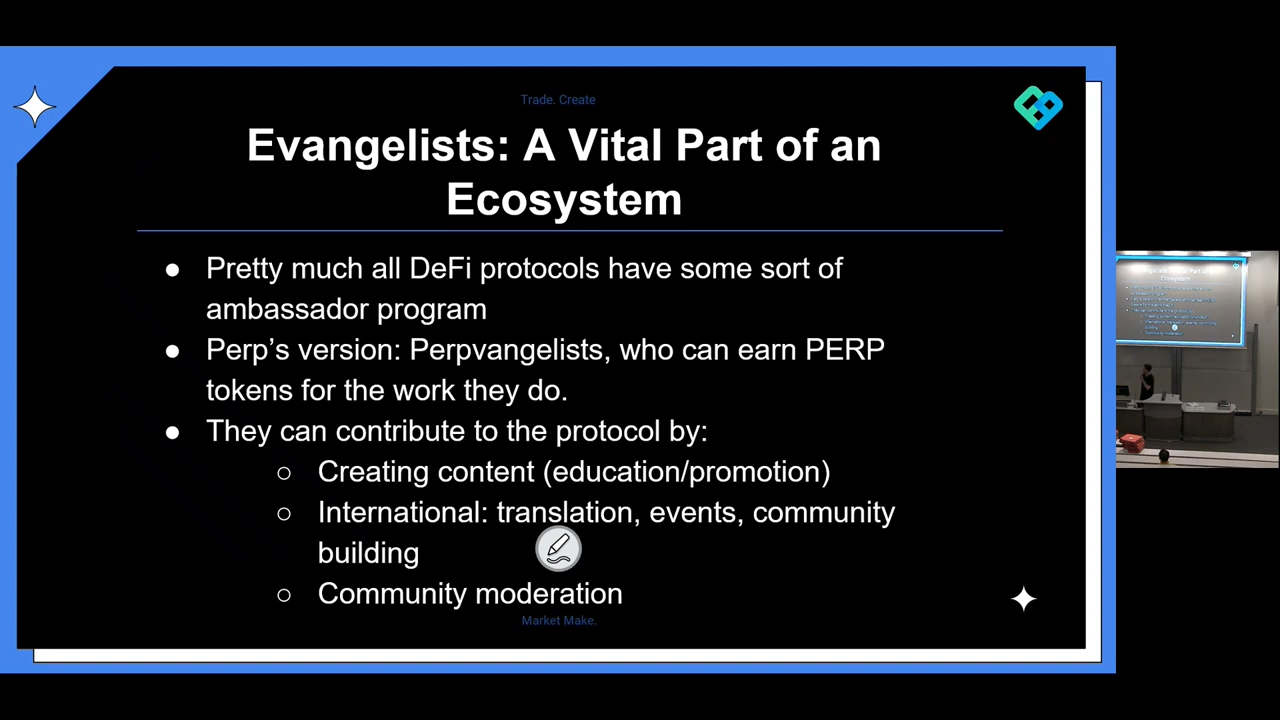 Trade. Create
Evangelists: A Vital Part of an
Ecosystem
● Pretty much all DeFi protocols have some sort of
ambassador program
● Perp’s version: Perpvangelists, who can earn PERP
tokens for the work they do.
● They can contribute to the protocol by:
○ Creating content (education/promotion)
○ International: translation, events, community
building
○ Community moderation
Market Make.